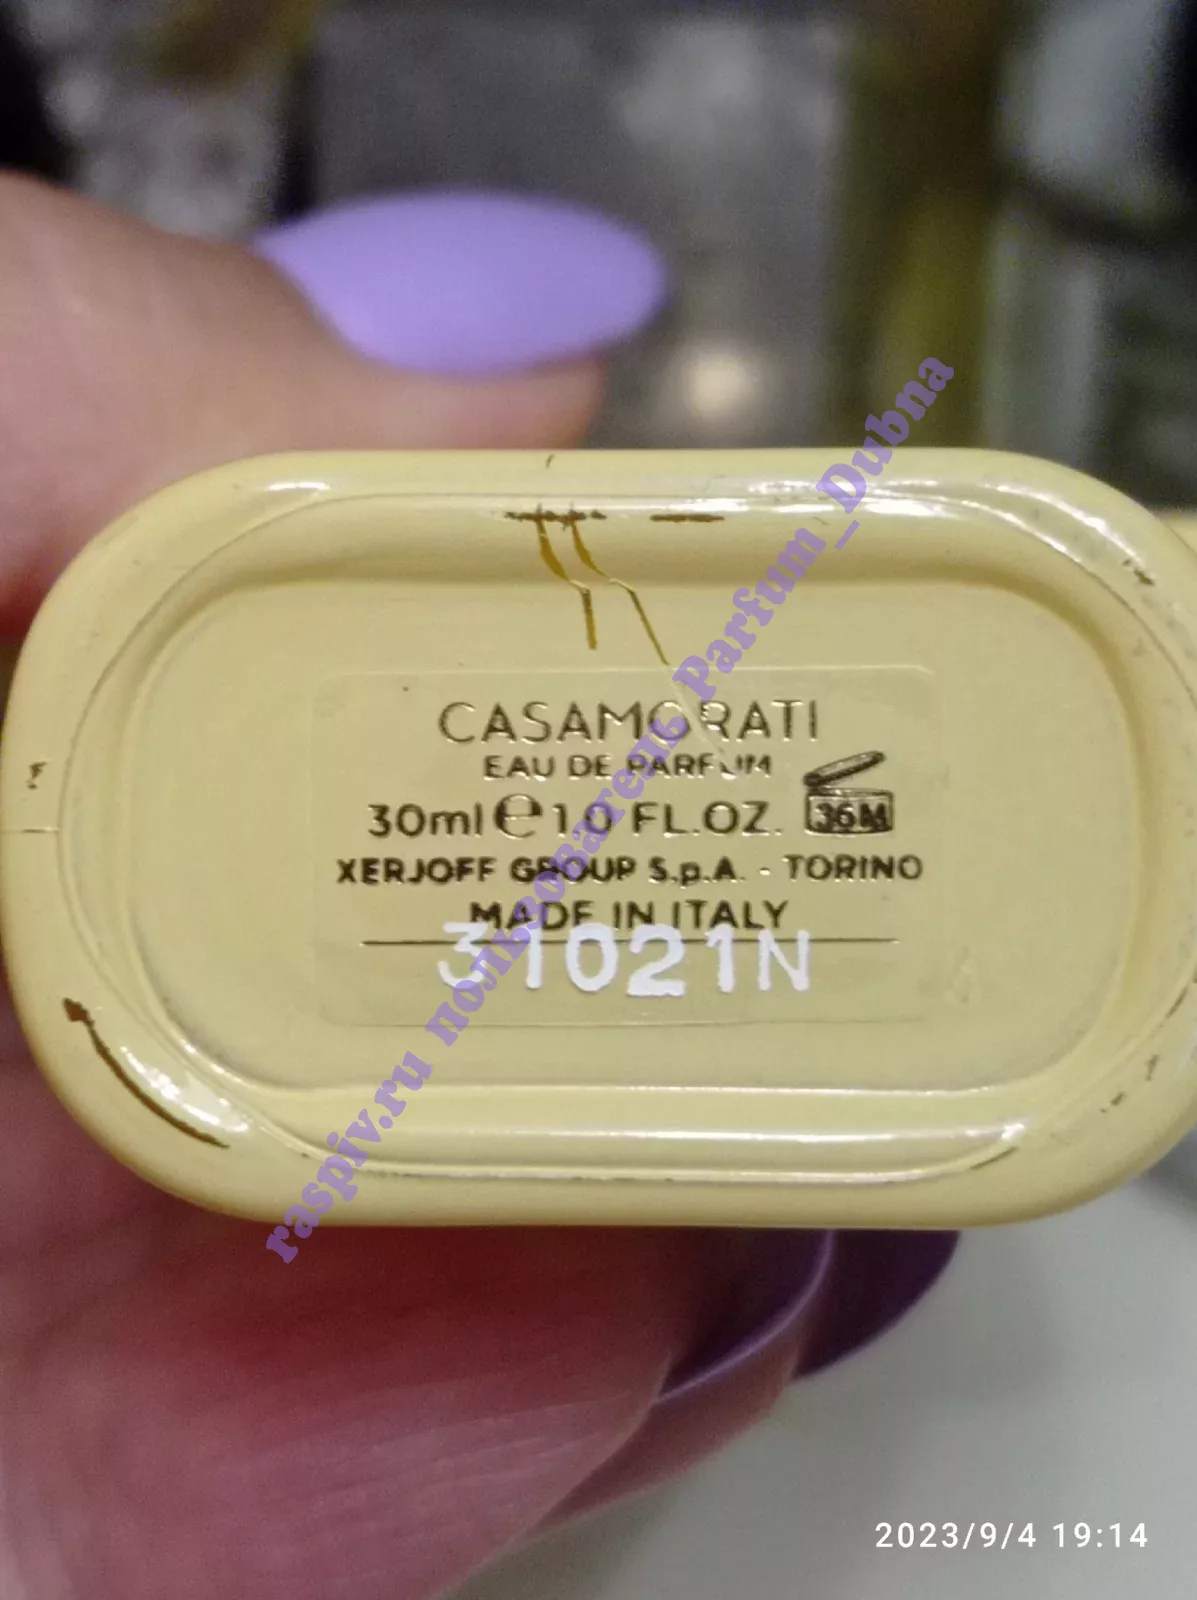 CASAMORATI
EAU DE PARFUM
30ml e 1.0 FL.OZ. 36M
XERJOFF GROUP S.p.A. - TORINO
MADE IN ITALY
31021N
raspiv.ru пользователь Parfum_Dubna
2023/9/4 19:14